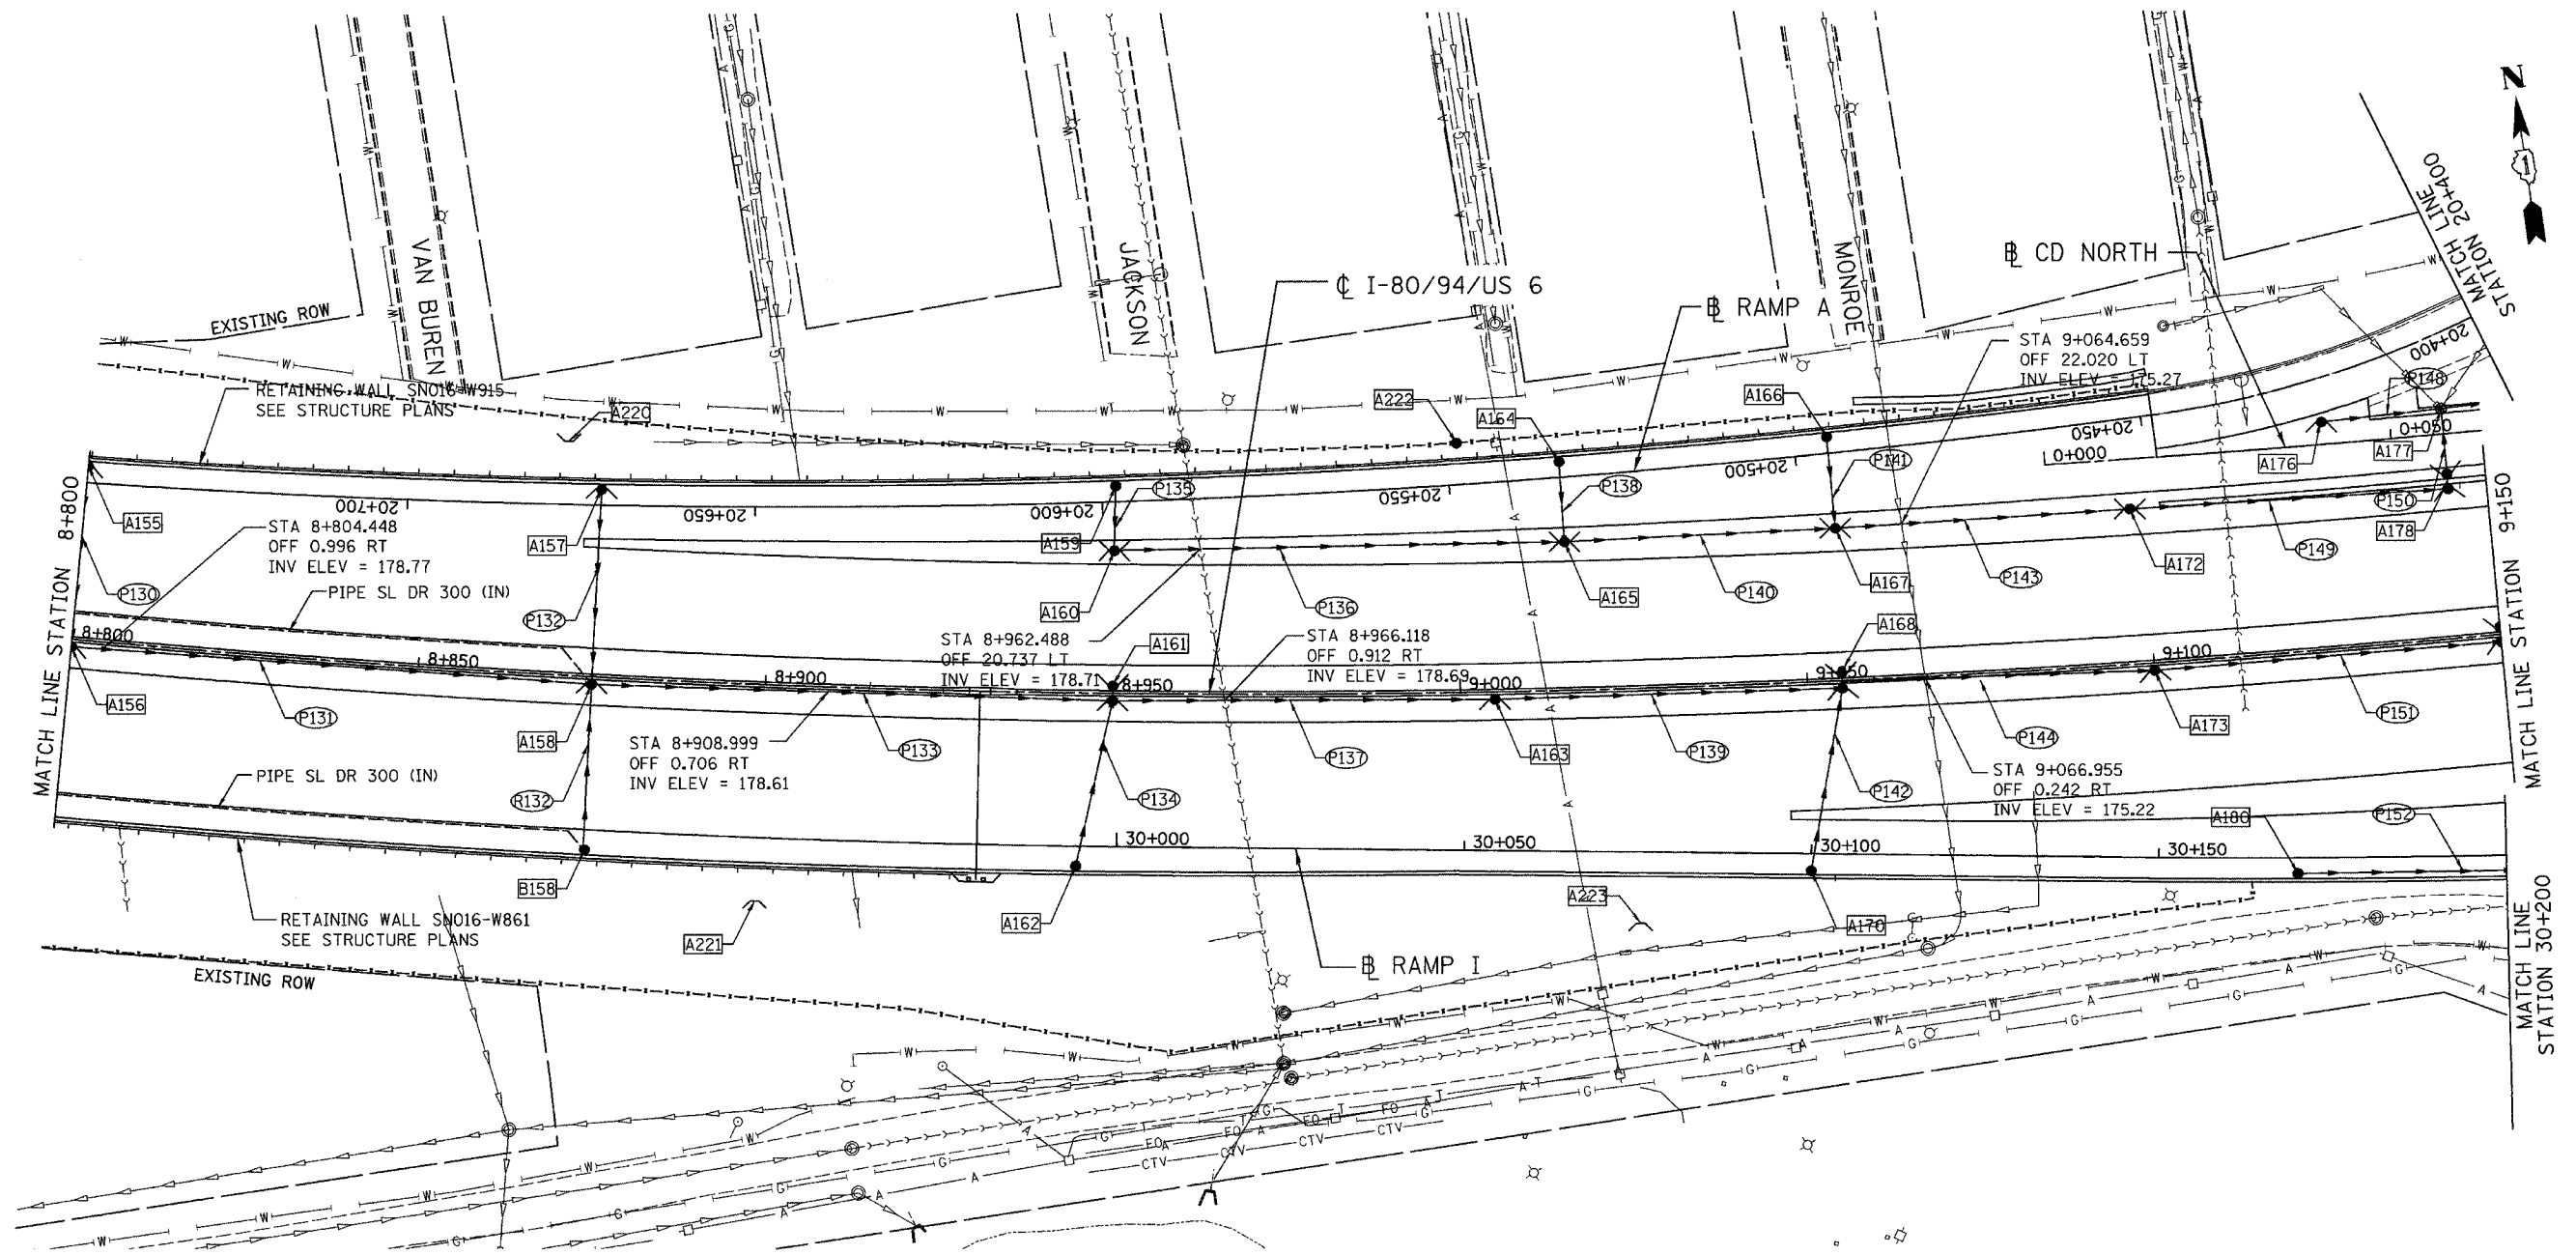 N
1
MATCH LINE
STATION 20+400
VAN BUREN
JACKSON
MONROE
℄ I-80/94/US 6
BL RAMP A
BL CD NORTH
EXISTING ROW
RETAINING WALL SN016-W915
SEE STRUCTURE PLANS
A220
A222
A164
A166
STA 9+064.659
OFF 22.020 LT
INV ELEV = 175.27
20+400
P148
0+050
0+000
20+450
20+500
20+550
20+600
20+650
20+700
A176
A177
P150
A178
P149
A172
P143
A167
P141
P140
P138
A165
P136
P135
A159
A160
A157
P132
A155
P130
STA 8+804.448
OFF 0.996 RT
INV ELEV = 178.77
PIPE SL DR 300 (IN)
MATCH LINE STATION 8+800
MATCH LINE STATION 9+150
8+800
8+850
8+900
8+950
9+000
9+050
9+100
STA 8+962.488
OFF 20.737 LT
INV ELEV = 178.71
A161
STA 8+966.118
OFF 0.912 RT
INV ELEV = 178.69
A168
A156
P131
A158
STA 8+908.999
OFF 0.706 RT
INV ELEV = 178.61
P133
P137
A163
P139
P144
A173
P151
PIPE SL DR 300 (IN)
R132
P134
P142
STA 9+066.955
OFF 0.242 RT
INV ELEV = 175.22
A180
P152
30+000
30+050
30+100
30+150
B158
A162
A221
A223
A170
RETAINING WALL SN016-W861
SEE STRUCTURE PLANS
EXISTING ROW
BL RAMP I
MATCH LINE
STATION 30+200
CTV
CTV
CTV